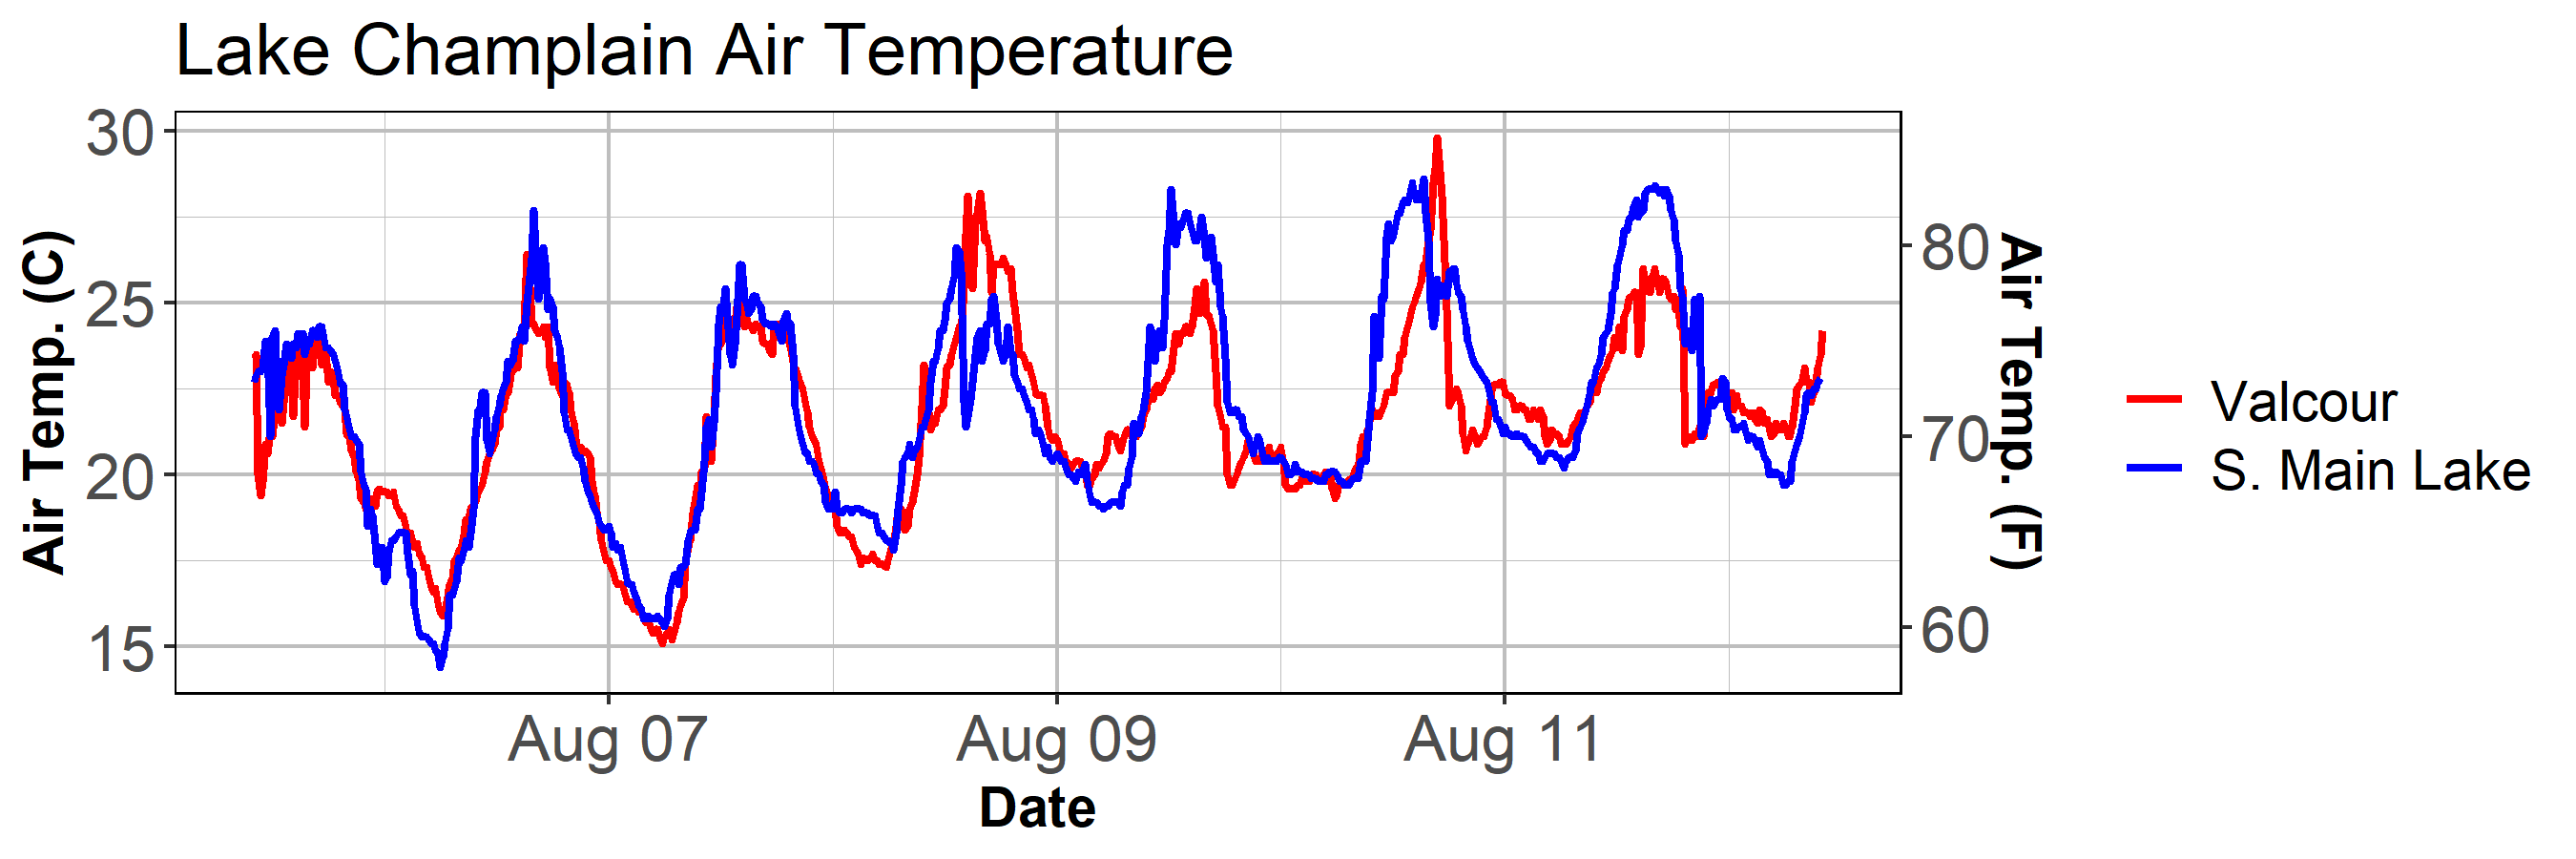 Lake Champlain Air Temperature
Air Temp. (C)
30
25
20
15
80
70
60
Air Temp. (F)
Aug 07
Aug 09
Aug 11
Date
Valcour
S. Main Lake